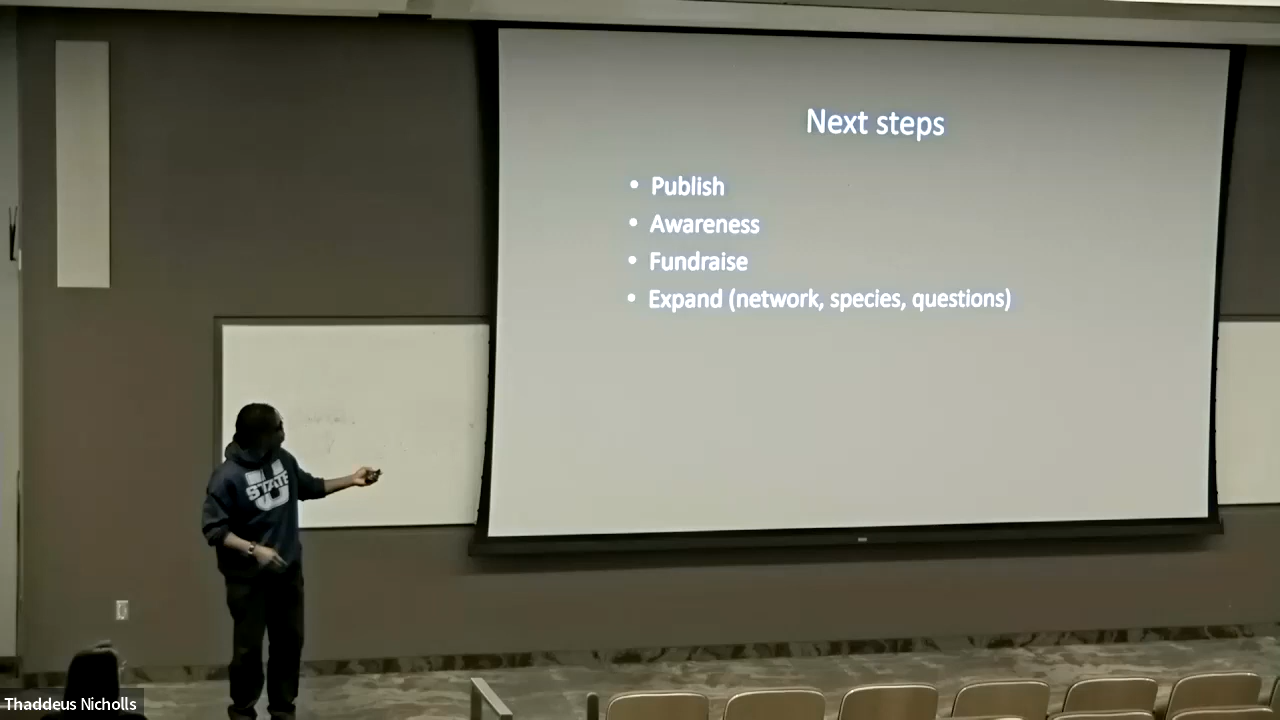 Next steps
• Publish
• Awareness
• Fundraise
• Expand (network, species, questions)
U
STATE
Thaddeus Nicholls